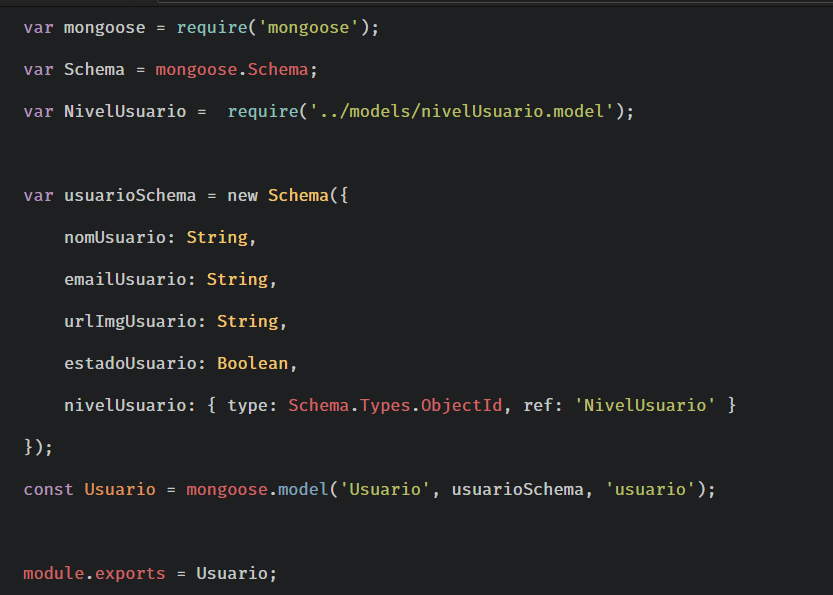 var mongoose = require('mongoose');
var Schema = mongoose.Schema;
var NivelUsuario =  require('../models/nivelUsuario.model');
var usuarioSchema = new Schema({
    nomUsuario: String,
    emailUsuario: String,
    urlImgUsuario: String,
    estadoUsuario: Boolean,
    nivelUsuario: { type: Schema.Types.ObjectId, ref: 'NivelUsuario' }
});
const Usuario = mongoose.model('Usuario', usuarioSchema, 'usuario');
module.exports = Usuario;